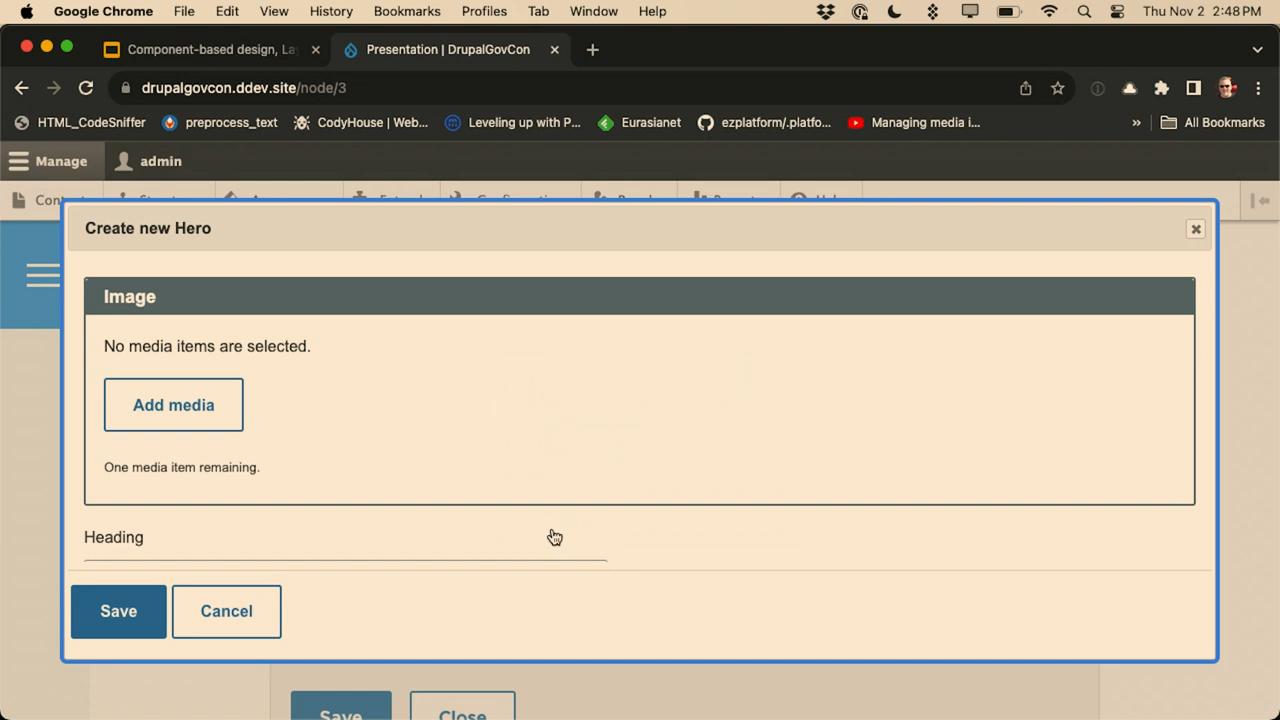 Google Chrome File Edit View History Bookmarks Profiles Tab Window Help Thu Nov 2 2:48 PM
Component-based design, La
Presentation | DrupalGovCon
drupalgovcon.ddev.site/node/3
HTML_CodeSniffer preprocess_text CodyHouse | Web... Leveling up with P... Eurasianet ezplatform/.platfo... Managing media i... » All Bookmarks
Manage admin
Create new Hero
Image
No media items are selected.
Add media
One media item remaining.
Heading
Save Cancel
Save Close